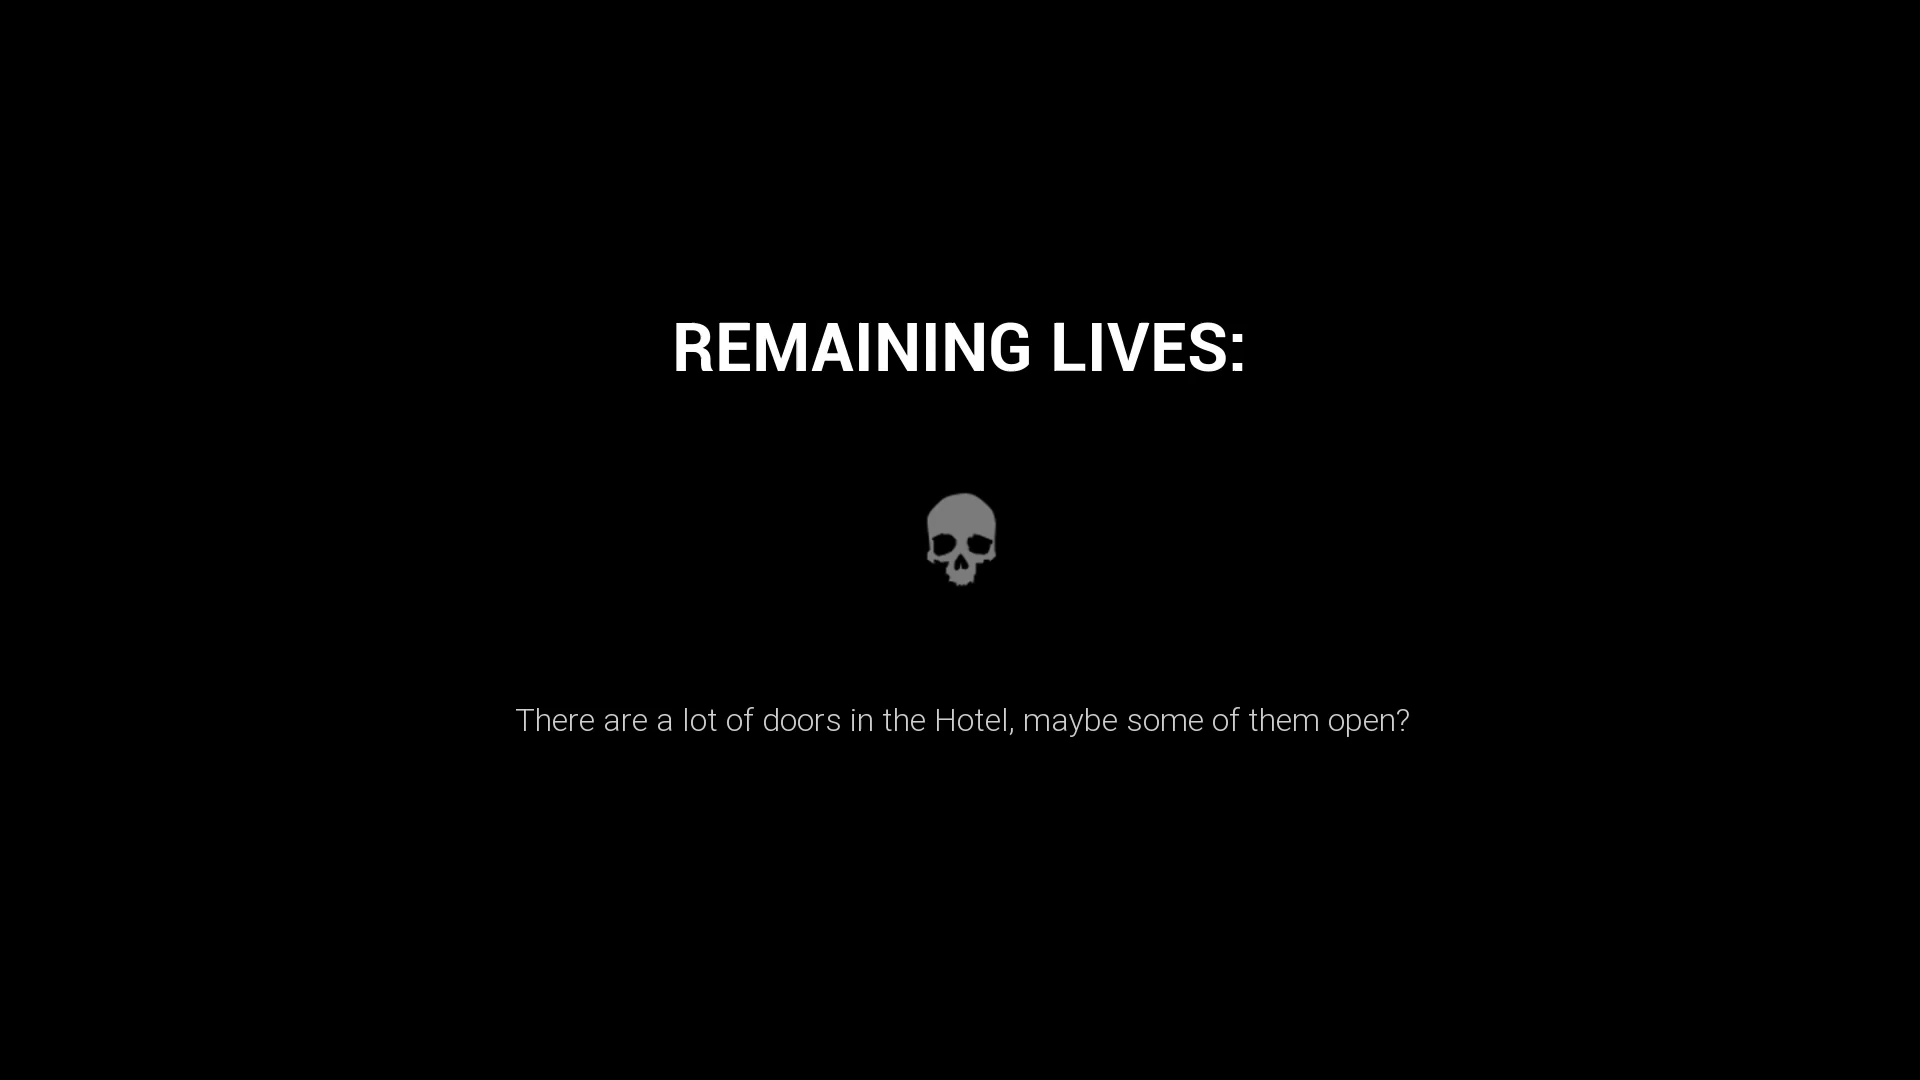 REMAINING LIVES:
There are a lot of doors in the Hotel, maybe some of them open?